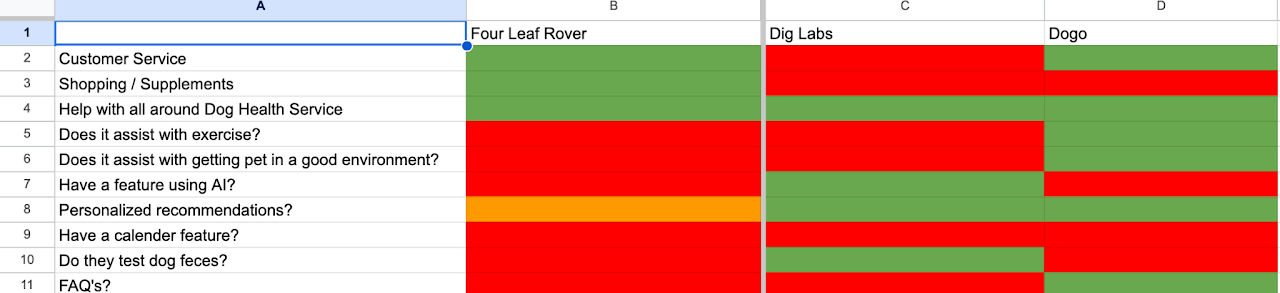 A B C D
1 Four Leaf Rover Dig Labs Dogo
2 Customer Service
3 Shopping / Supplements
4 Help with all around Dog Health Service
5 Does it assist with exercise?
6 Does it assist with getting pet in a good environment?
7 Have a feature using AI?
8 Personalized recommendations?
9 Have a calender feature?
10 Do they test dog feces?
11 FAQ's?